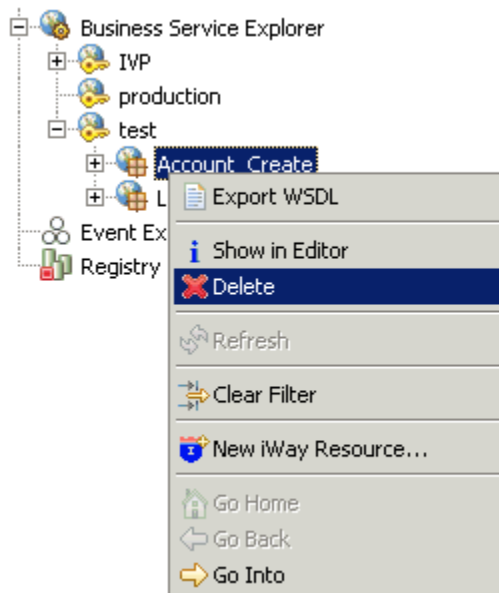 Business Service Explorer
IVP
production
test
Account_Create
L
Export WSDL
Event Ex
Show in Editor
Registry
Delete
Refresh
Clear Filter
New iWay Resource...
Go Home
Go Back
Go Into